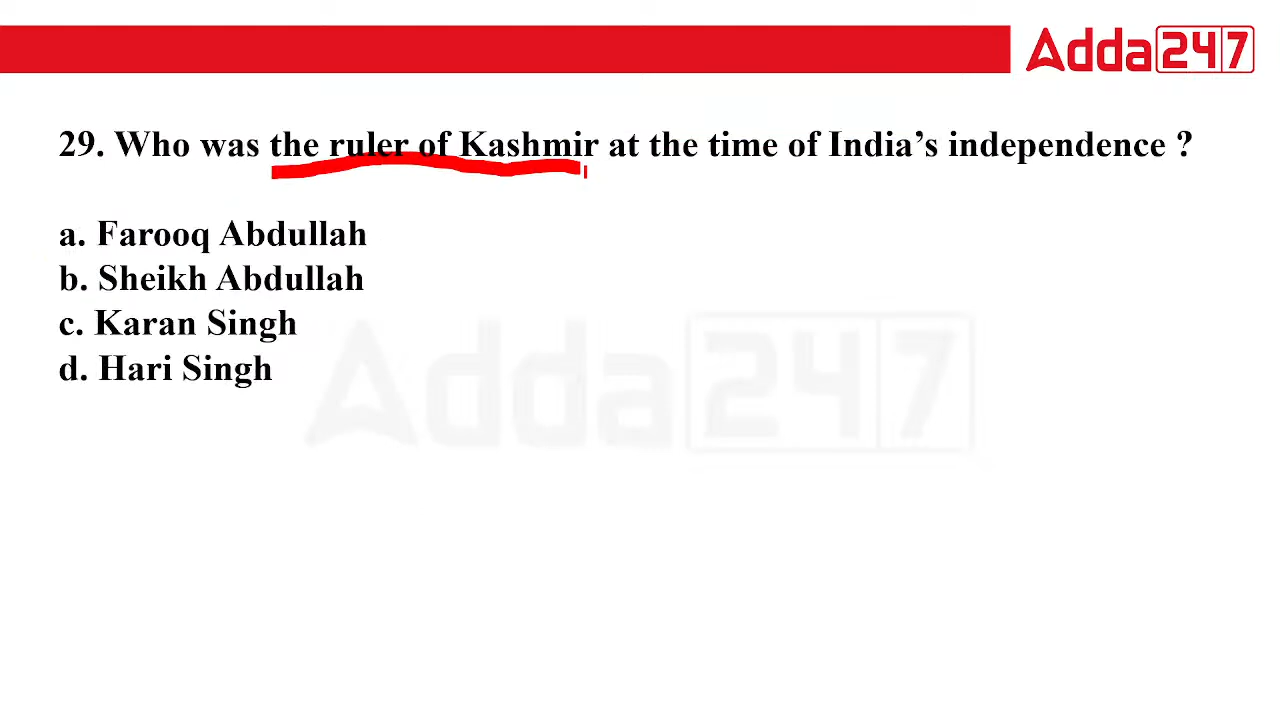 Adda247
29. Who was the ruler of Kashmir at the time of India’s independence ?
a. Farooq Abdullah
b. Sheikh Abdullah
c. Karan Singh
d. Hari Singh
Adda247